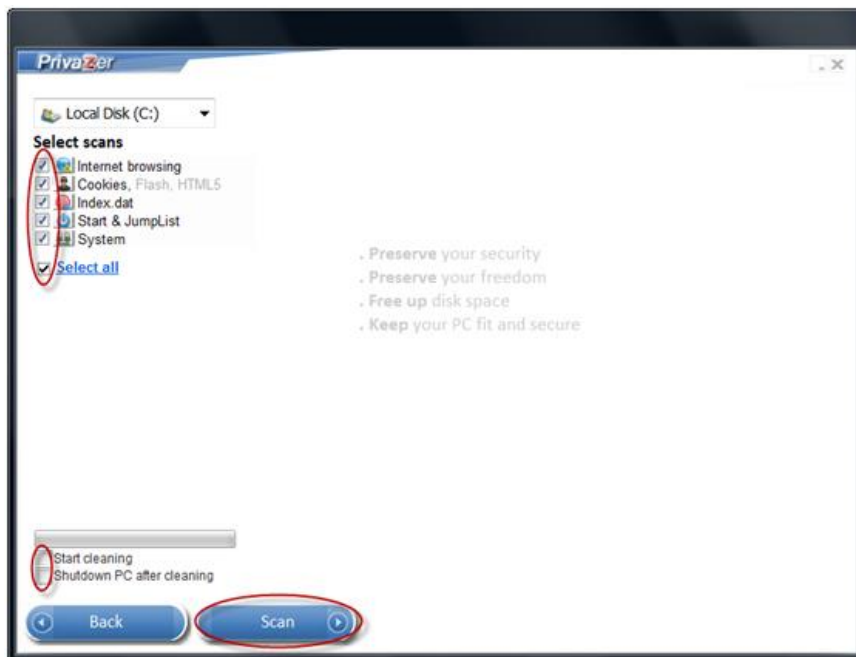 PrivaZer
Local Disk (C:)
Select scans
Internet browsing
Cookies, Flash, HTML5
Index.dat
Start & JumpList
System
Select all
. Preserve your security
. Preserve your freedom
. Free up disk space
. Keep your PC fit and secure
Start cleaning
Shutdown PC after cleaning
Back
Scan